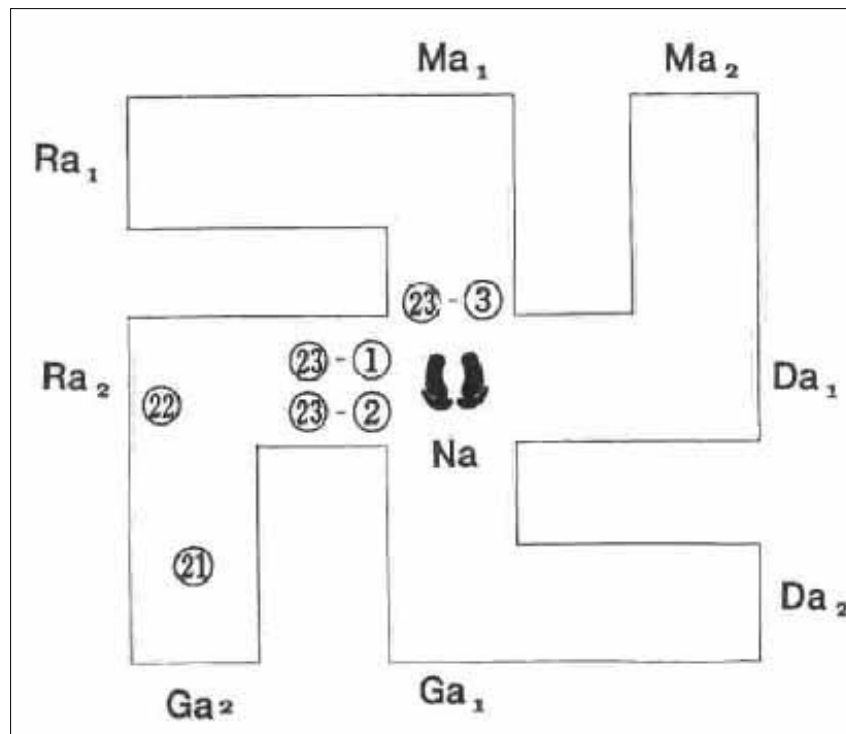 Ma₁ Ma₂
Ra₁
㉓-③
㉓-①
Ra₂ Da₁
㉒ ㉓-②
Na
㉑
Da₂
Ga₂ Ga₁